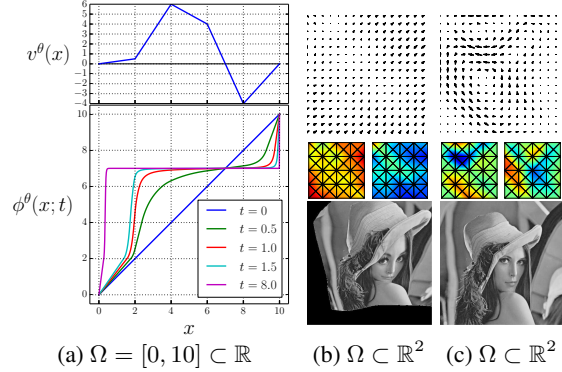 6
5
4
3
2
1
0
−1
−2
−3
−4
v^θ(x)
10
8
6
4
2
0
ϕ^θ(x; t)
t = 0
t = 0.5
t = 1.0
t = 1.5
t = 8.0
0 2 4 6 8 10
x
(a) Ω = [0, 10] ⊂ ℝ
(b) Ω ⊂ ℝ²
(c) Ω ⊂ ℝ²